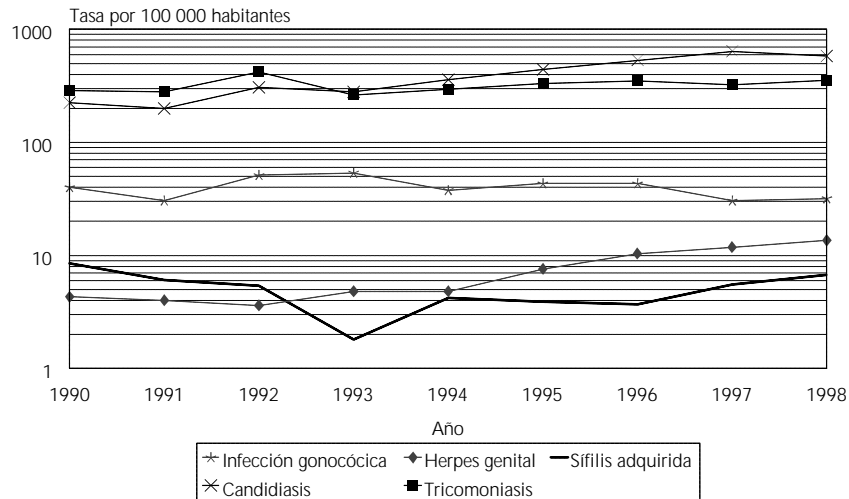 Tasa por 100 000 habitantes
1000
100
10
1
1990 1991 1992 1993 1994 1995 1996 1997 1998
Año
Infección gonocócica Herpes genital Sífilis adquirida
Candidiasis Tricomoniasis